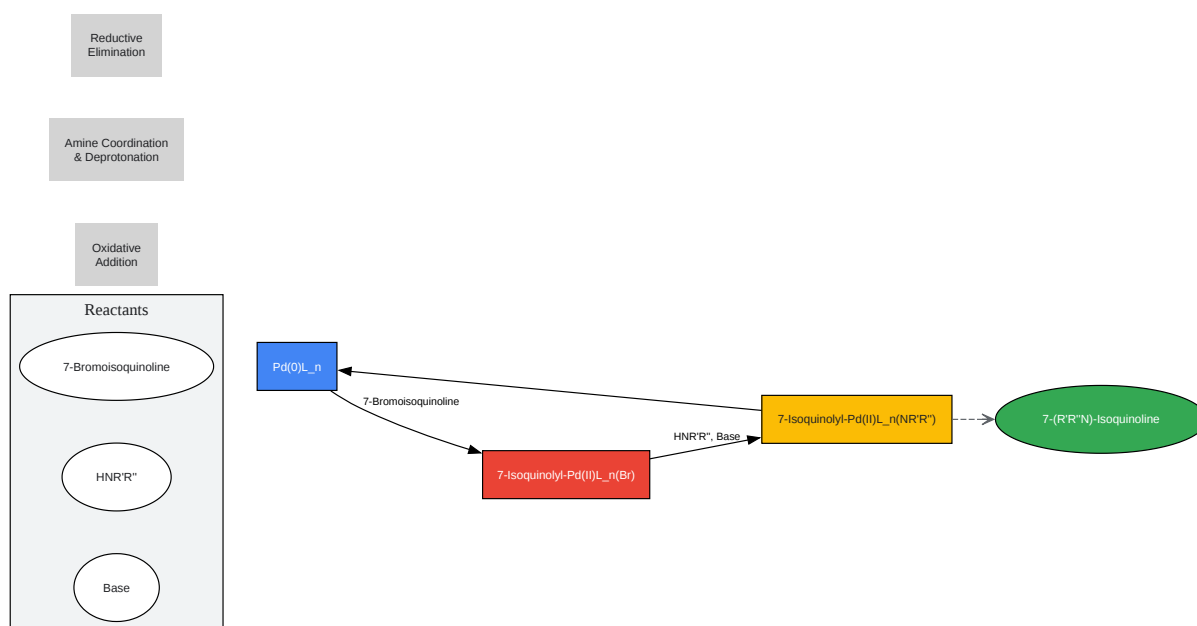 Reductive
Elimination
Amine Coordination
& Deprotonation
Oxidative
Addition
Reactants
7-Bromoisoquinoline
HNR'R''
Base
Pd(0)L_n
7-Bromoisoquinoline
7-Isoquinolyl-Pd(II)L_n(Br)
HNR'R'', Base
7-Isoquinolyl-Pd(II)L_n(NR'R'')
7-(R'R''N)-Isoquinoline